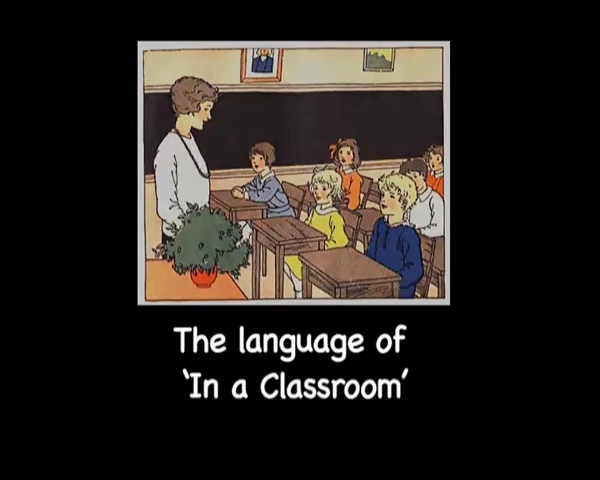 The language of
‘In a Classroom’